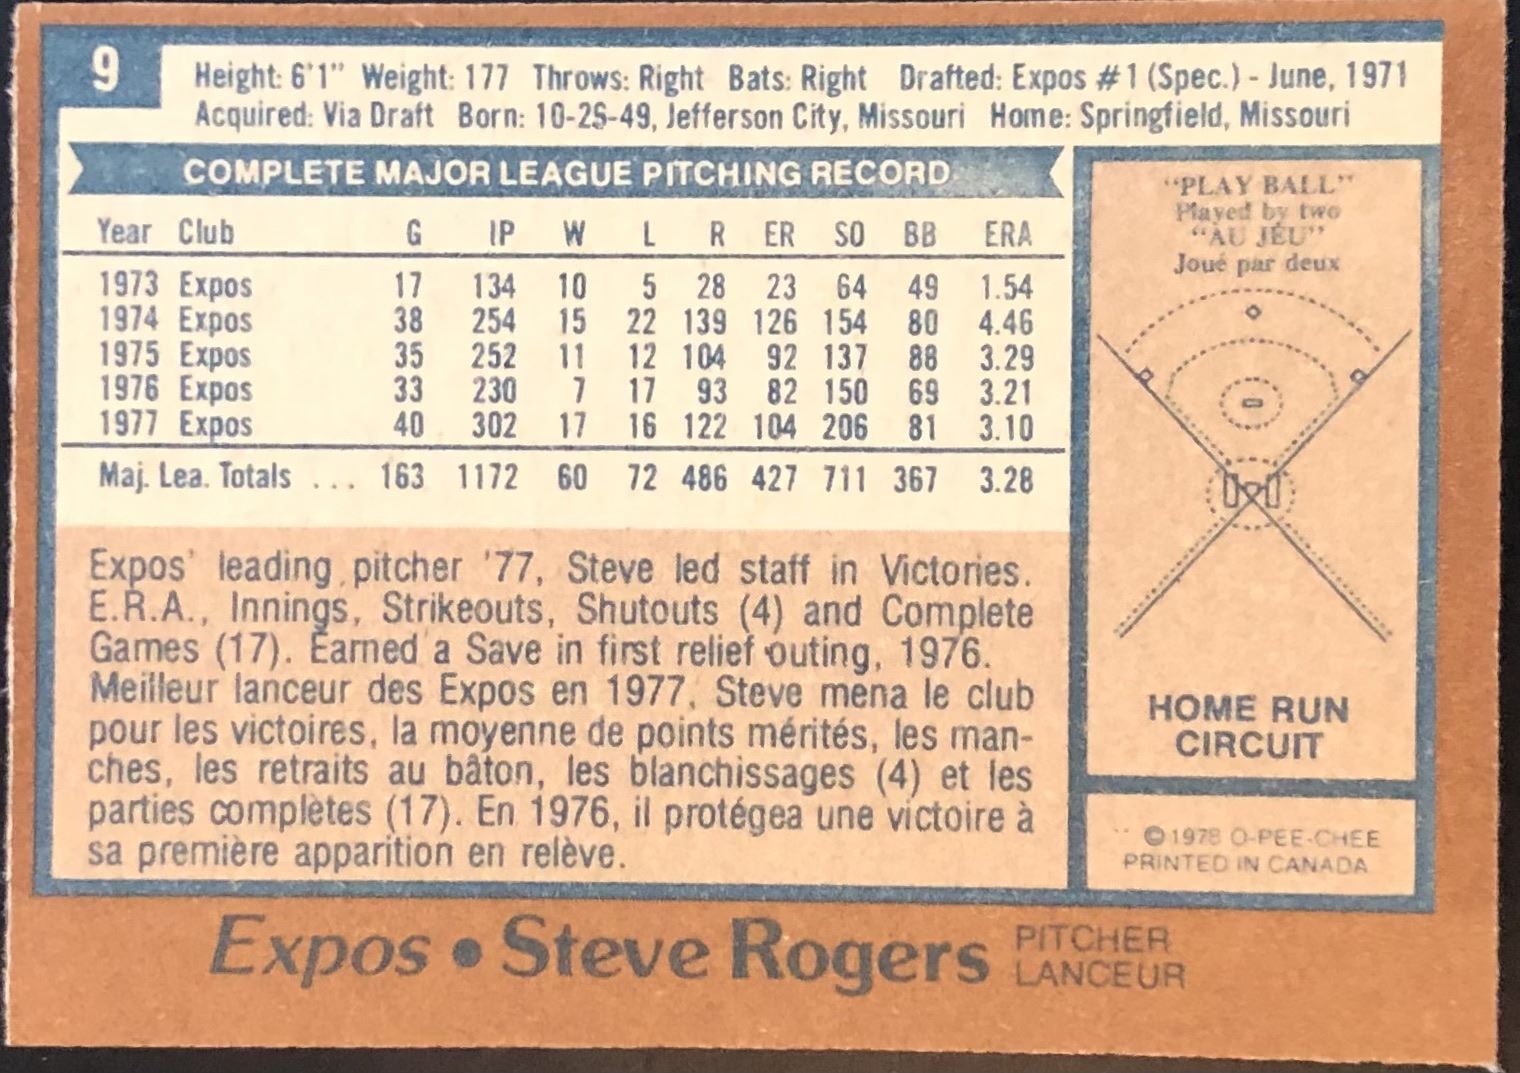 9
Height: 6'1" Weight: 177 Throws: Right Bats: Right Drafted: Expos #1 (Spec.) - June, 1971
Acquired: Via Draft Born: 10-26-49, Jefferson City, Missouri Home: Springfield, Missouri
COMPLETE MAJOR LEAGUE PITCHING RECORD
Year Club G IP W L R ER SO BB ERA
1973 Expos 17 134 10 5 28 23 64 49 1.54
1974 Expos 38 254 15 22 139 126 154 80 4.46
1975 Expos 35 252 11 12 104 92 137 88 3.29
1976 Expos 33 230 7 17 93 82 150 69 3.21
1977 Expos 40 302 17 16 122 104 206 81 3.10
Maj. Lea. Totals ... 163 1172 60 72 486 427 711 367 3.28
Expos' leading pitcher '77, Steve led staff in Victories.
E.R.A., Innings, Strikeouts, Shutouts (4) and Complete
Games (17). Earned a Save in first relief outing, 1976.
Meilleur lanceur des Expos en 1977, Steve mena le club
pour les victoires, la moyenne de points mérités, les man-
ches, les retraits au bâton, les blanchissages (4) et les
parties complètes (17). En 1976, il protégea une victoire à
sa première apparition en relève.
"PLAY BALL"
Played by two
"AU JÉU"
Joué par deux
HOME RUN
CIRCUIT
©1978 O-PEE-CHEE
PRINTED IN CANADA
Expos • Steve Rogers PITCHER
LANCEUR